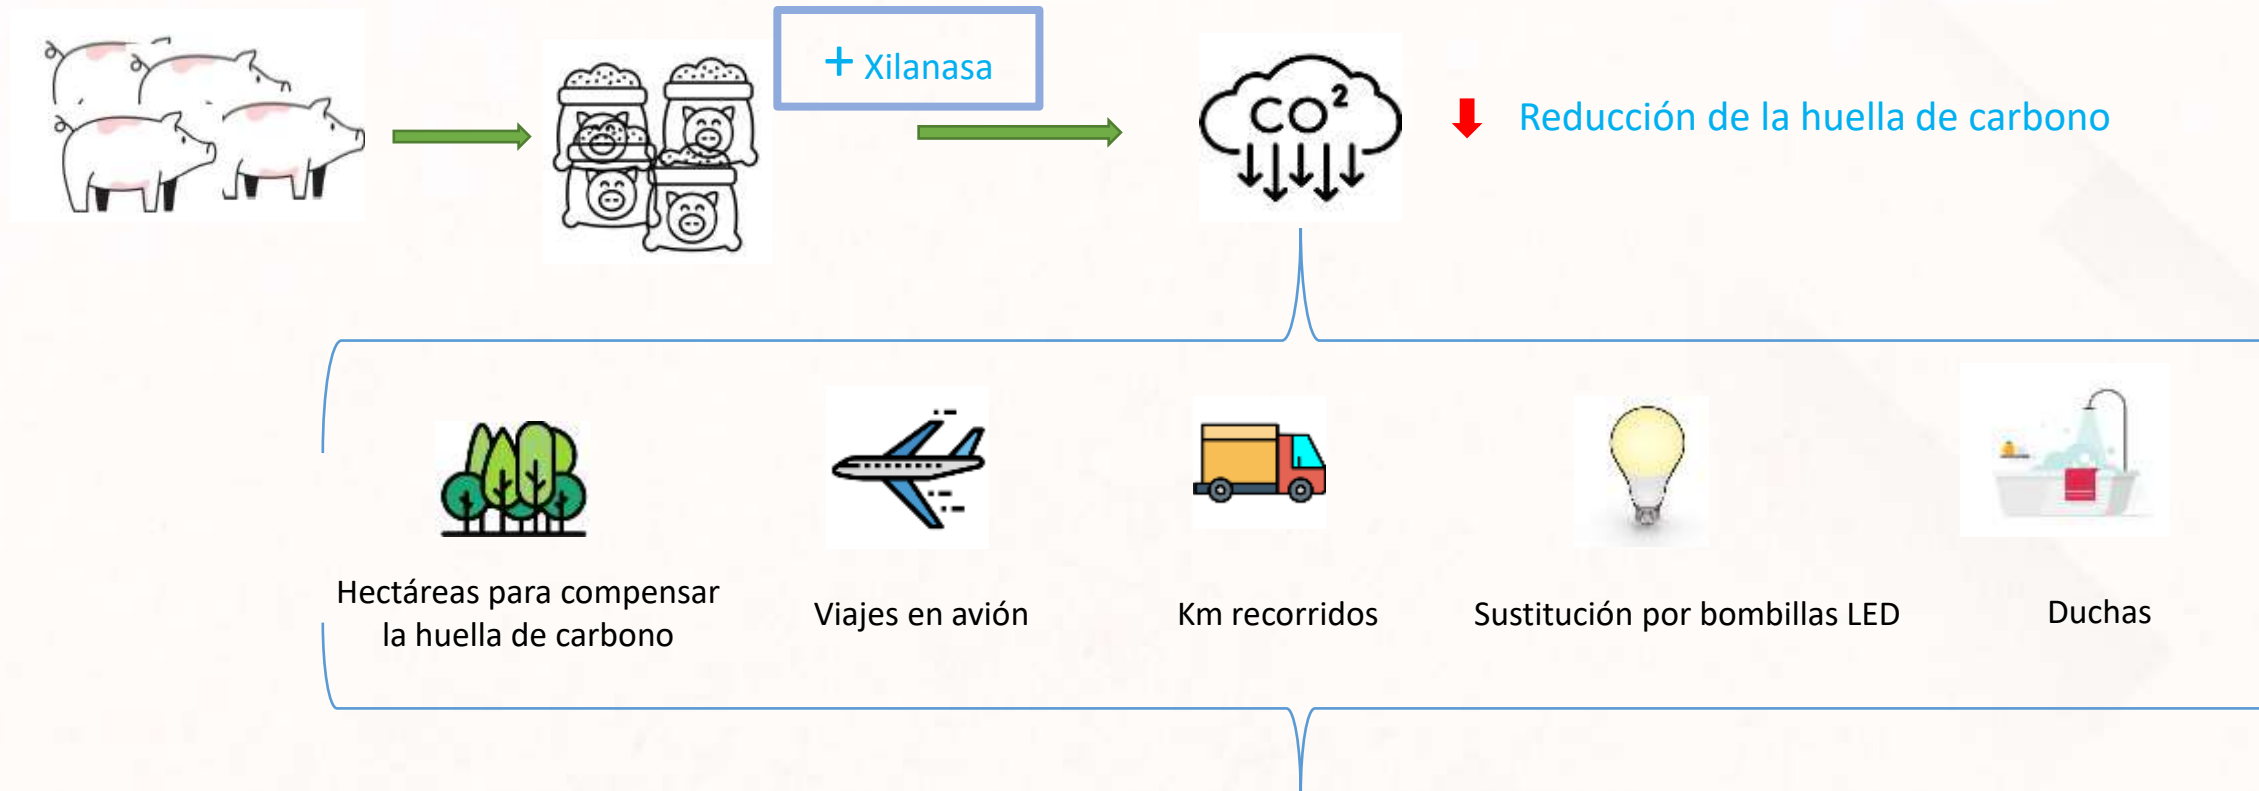 + Xilanasa
CO²
Reducción de la huella de carbono
Hectáreas para compensar
la huella de carbono
Viajes en avión
Km recorridos
Sustitución por bombillas LED
Duchas